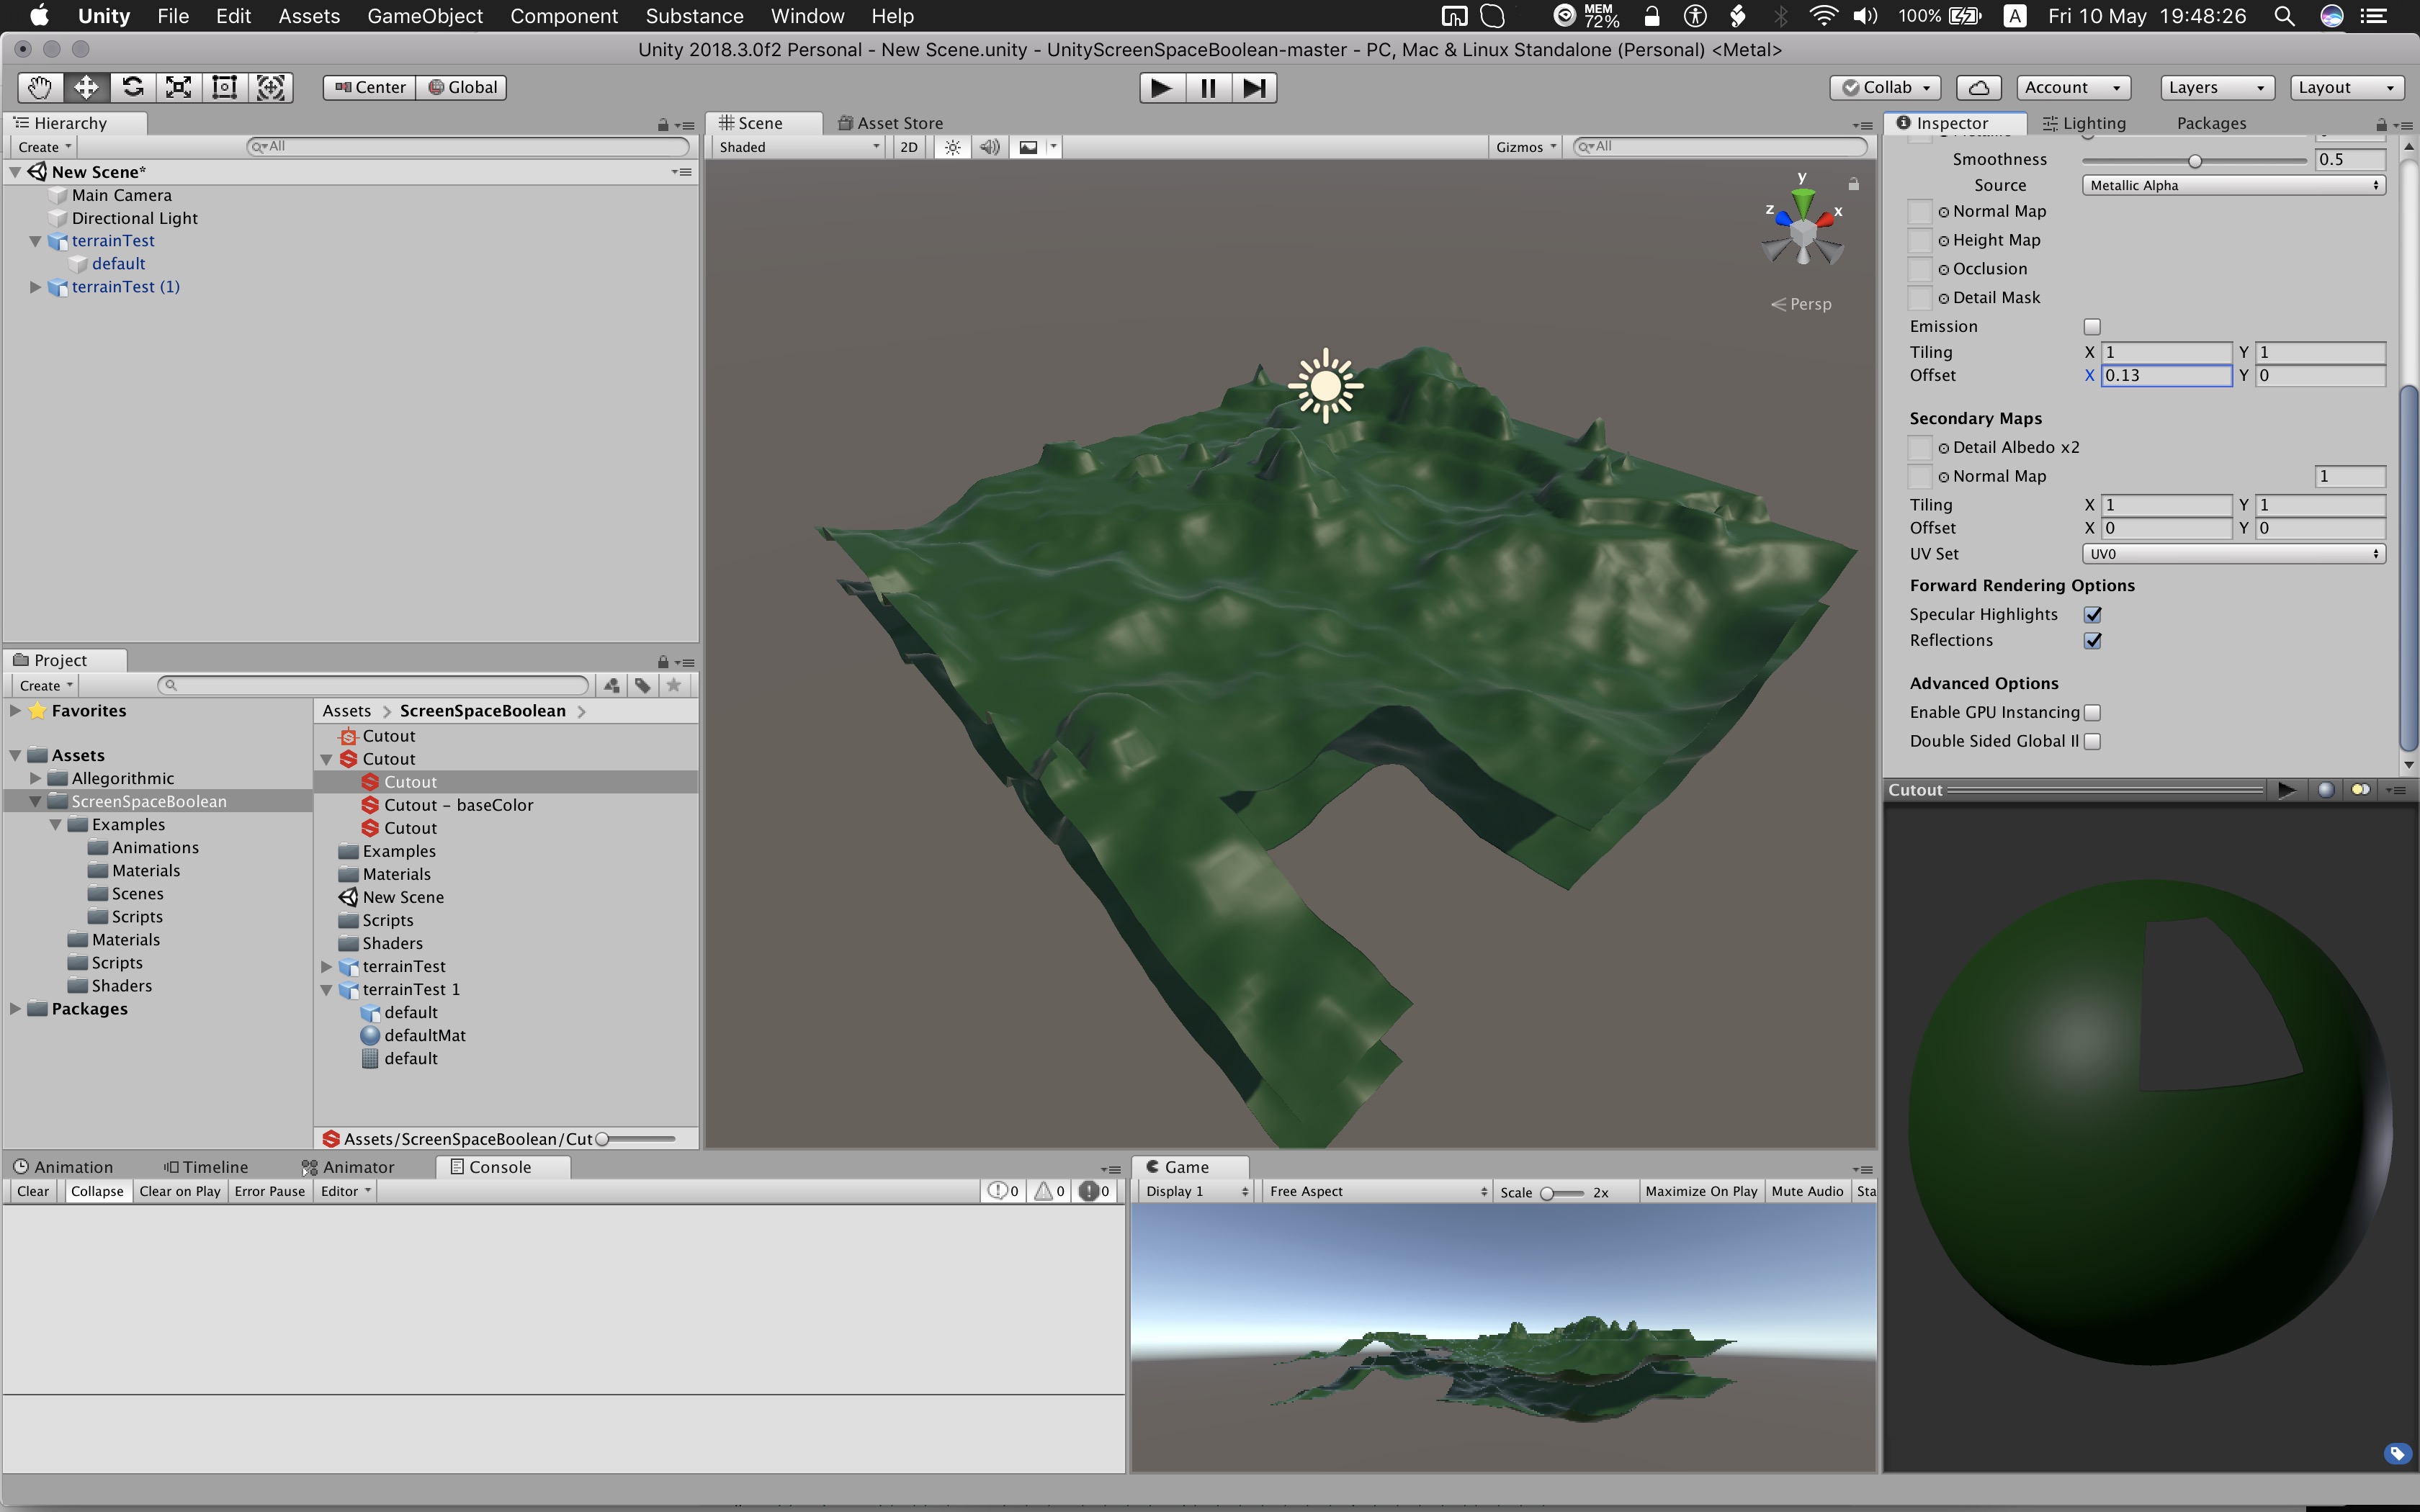 Unity File Edit Assets GameObject Component Substance Window Help MEM 72% 100% A Fri 10 May 19:48:26
Unity 2018.3.0f2 Personal - New Scene.unity - UnityScreenSpaceBoolean-master - PC, Mac & Linux Standalone (Personal) <Metal>
Center Global Collab Account Layers Layout
Hierarchy
Create All
New Scene*
Main Camera
Directional Light
terrainTest
default
terrainTest (1)
Scene Asset Store
Shaded 2D Gizmos All
y
z x
Persp
Inspector Lighting Packages
Smoothness 0.5
Source Metallic Alpha
Normal Map
Height Map
Occlusion
Detail Mask
Emission
Tiling X 1 Y 1
Offset X 0.13 Y 0
Secondary Maps
Detail Albedo x2
Normal Map 1
Tiling X 1 Y 1
Offset X 0 Y 0
UV Set UV0
Forward Rendering Options
Specular Highlights
Reflections
Advanced Options
Enable GPU Instancing
Double Sided Global Il
Cutout
Project
Create
Favorites
Assets
Allegorithmic
ScreenSpaceBoolean
Examples
Animations
Materials
Scenes
Scripts
Materials
Scripts
Shaders
Packages
Assets > ScreenSpaceBoolean >
Cutout
Cutout
Cutout
Cutout - baseColor
Cutout
Examples
Materials
New Scene
Scripts
Shaders
terrainTest
terrainTest 1
default
defaultMat
default
Assets/ScreenSpaceBoolean/Cut
Animation Timeline Animator Console
Clear Collapse Clear on Play Error Pause Editor 0 0 0
Game
Display 1 Free Aspect Scale 2x Maximize On Play Mute Audio Sta